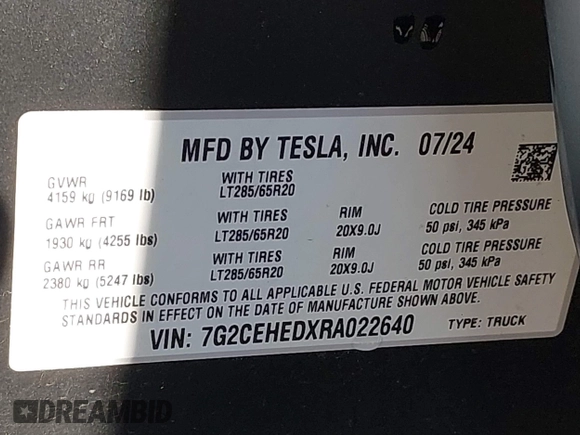 MFD BY TESLA, INC. 07/24
GVWR WITH TIRES
4159 kg (9169 lb) LT285/65R20
GAWR FRT WITH TIRES RIM COLD TIRE PRESSURE
1930 kg (4255 lbs) LT285/65R20 20X9.0J 50 psi, 345 kPa
GAWR RR WITH TIRES RIM COLD TIRE PRESSURE
2380 kg (5247 lbs) LT285/65R20 20X9.0J 50 psi, 345 kPa
THIS VEHICLE CONFORMS TO ALL APPLICABLE U.S. FEDERAL MOTOR VEHICLE SAFETY
STANDARDS IN EFFECT ON THE DATE OF MANUFACTURE SHOWN ABOVE.
VIN: 7G2CEHEDXRA022640 TYPE: TRUCK
DREAMBID